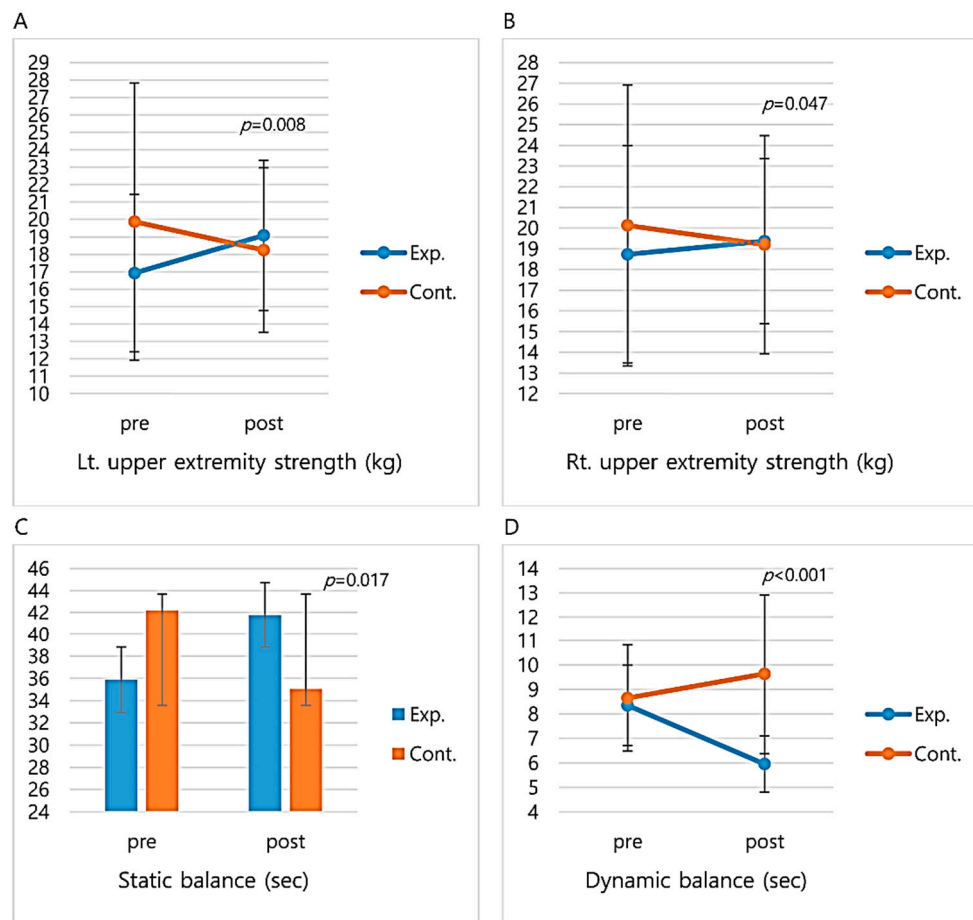 A
29
28
27
26
25
24
23
22
21
20
19
18
17
16
15
14
13
12
11
10
p=0.008
Exp.
Cont.
pre post
Lt. upper extremity strength (kg)
B
28
27
26
25
24
23
22
21
20
19
18
17
16
15
14
13
12
p=0.047
Exp.
Cont.
pre post
Rt. upper extremity strength (kg)
C
46
44
42
40
38
36
34
32
30
28
26
24
p=0.017
Exp.
Cont.
pre post
Static balance (sec)
D
14
13
12
11
10
9
8
7
6
5
4
p<0.001
Exp.
Cont.
pre post
Dynamic balance (sec)